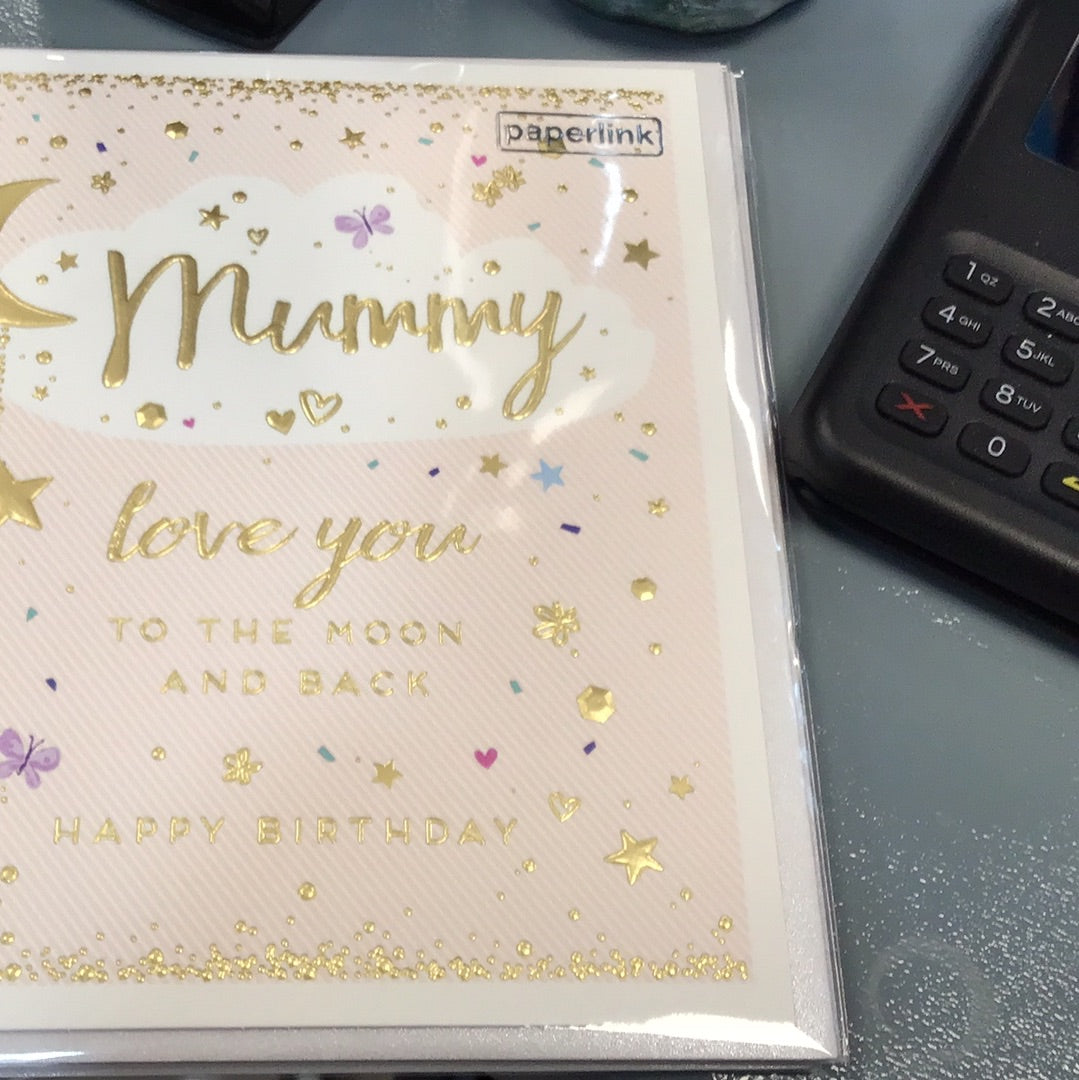 paperlink
Mummy
love you
TO THE MOON
AND BACK
HAPPY BIRTHDAY
1 QZ
2 ABC
4 GHI
5 JKL
7 PRS
8 TUV
0